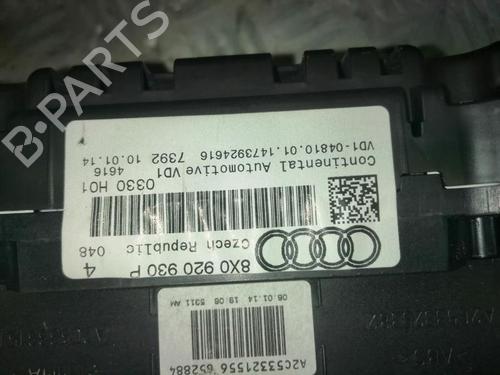 Continental Automotive VD1
VD1-04810.01.1473924616 7392 10.01.14
4616
0330 H01
Czech Republic 048
8X0 920 930 P 4
08.01.14 19 08 5311 AM
A2C53321556 652884
B-PARTS